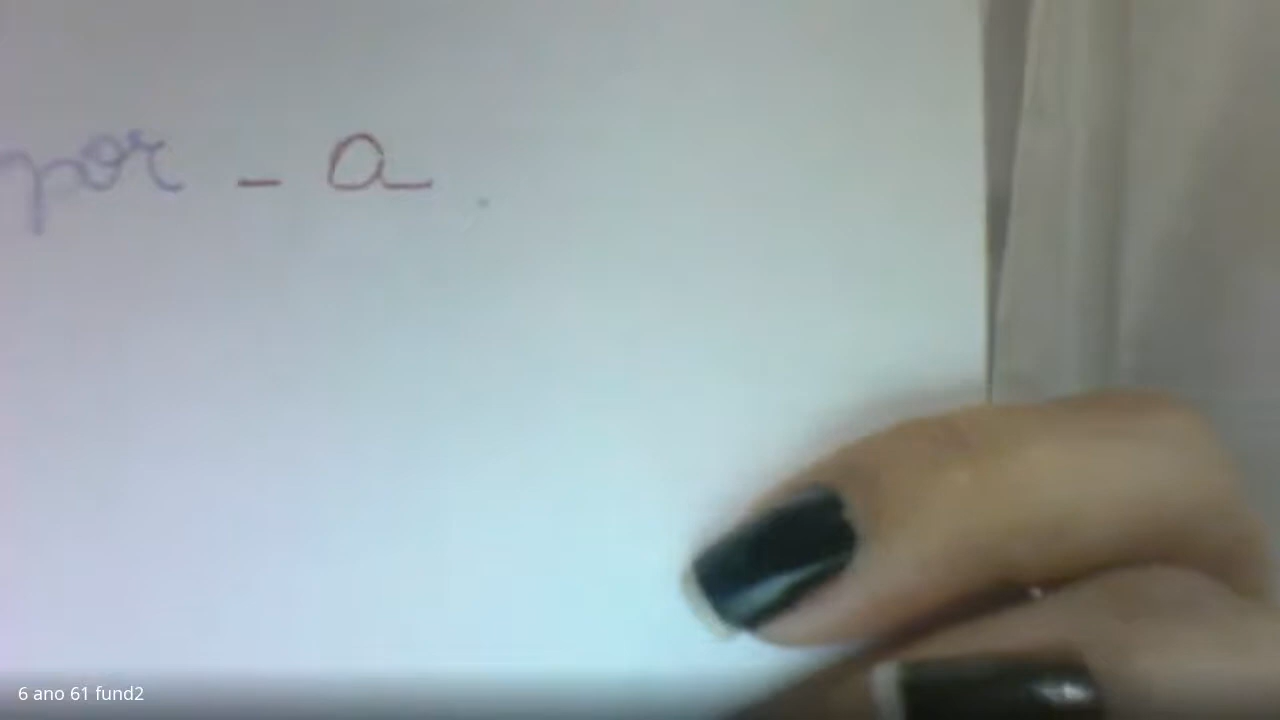 por - a.
6 ano 61 fund2